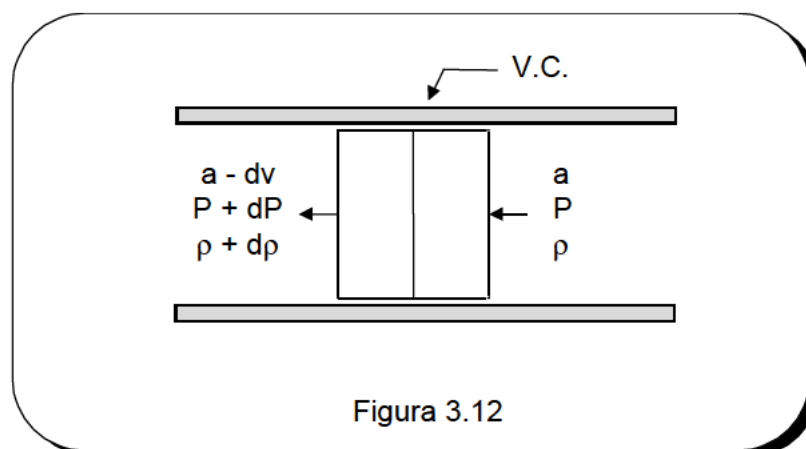 V.C.
a - dv
P + dP
ρ + dρ
a
P
ρ
Figura 3.12